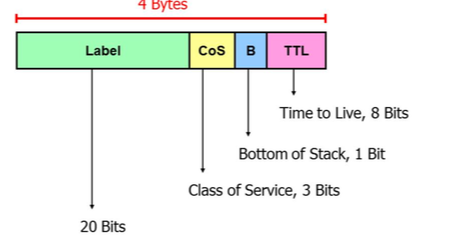 4 Bytes
Label CoS B TTL
Time to Live, 8 Bits
Bottom of Stack, 1 Bit
Class of Service, 3 Bits
20 Bits